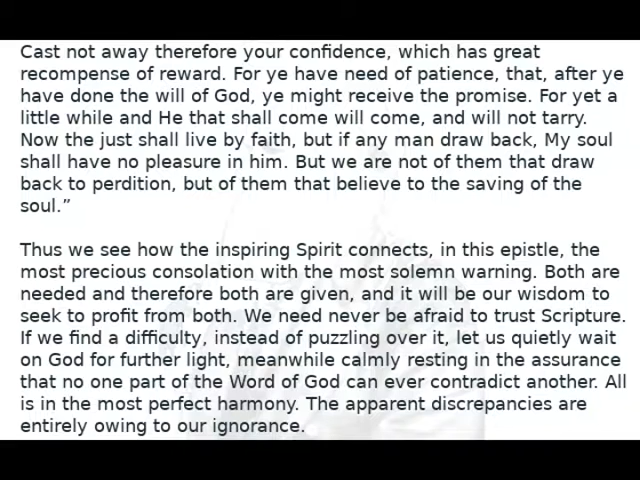 Cast not away therefore your confidence, which has great
recompense of reward. For ye have need of patience, that, after ye
have done the will of God, ye might receive the promise. For yet a
little while and He that shall come will come, and will not tarry.
Now the just shall live by faith, but if any man draw back, My soul
shall have no pleasure in him. But we are not of them that draw
back to perdition, but of them that believe to the saving of the
soul.”
Thus we see how the inspiring Spirit connects, in this epistle, the
most precious consolation with the most solemn warning. Both are
needed and therefore both are given, and it will be our wisdom to
seek to profit from both. We need never be afraid to trust Scripture.
If we find a difficulty, instead of puzzling over it, let us quietly wait
on God for further light, meanwhile calmly resting in the assurance
that no one part of the Word of God can ever contradict another. All
is in the most perfect harmony. The apparent discrepancies are
entirely owing to our ignorance.